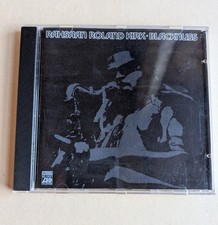 RAHSAAN ROLAND KIRK · BLACKNUSS